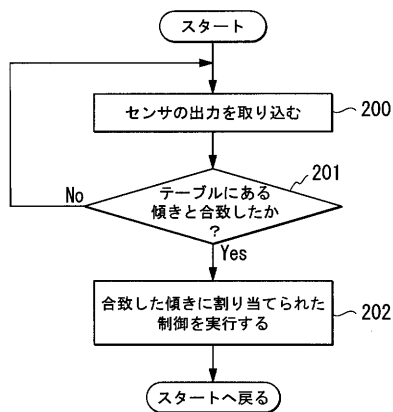 スタート
センサの出力を取り込む
200
201
テーブルにある
傾きと合致したか
?
No
Yes
合致した傾きに割り当てられた
制御を実行する
202
スタートへ戻る